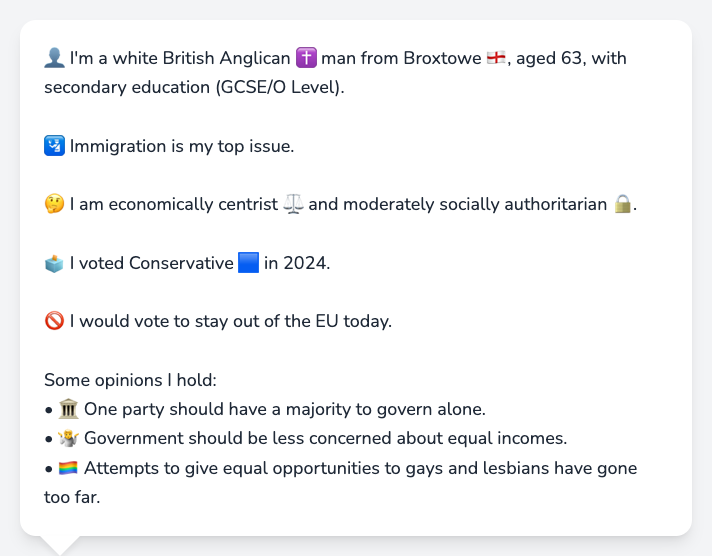 👤 I'm a white British Anglican ✝️ man from Broxtowe 🏴󠁧󠁢󠁥󠁮󠁧󠁿, aged 63, with
secondary education (GCSE/O Level).
🛂 Immigration is my top issue.
🤔 I am economically centrist ⚖️ and moderately socially authoritarian 🔒.
🗳️ I voted Conservative 🟦 in 2024.
🚫 I would vote to stay out of the EU today.
Some opinions I hold:
• 🏛️ One party should have a majority to govern alone.
• 🤷 Government should be less concerned about equal incomes.
• 🏳️‍🌈 Attempts to give equal opportunities to gays and lesbians have gone
too far.